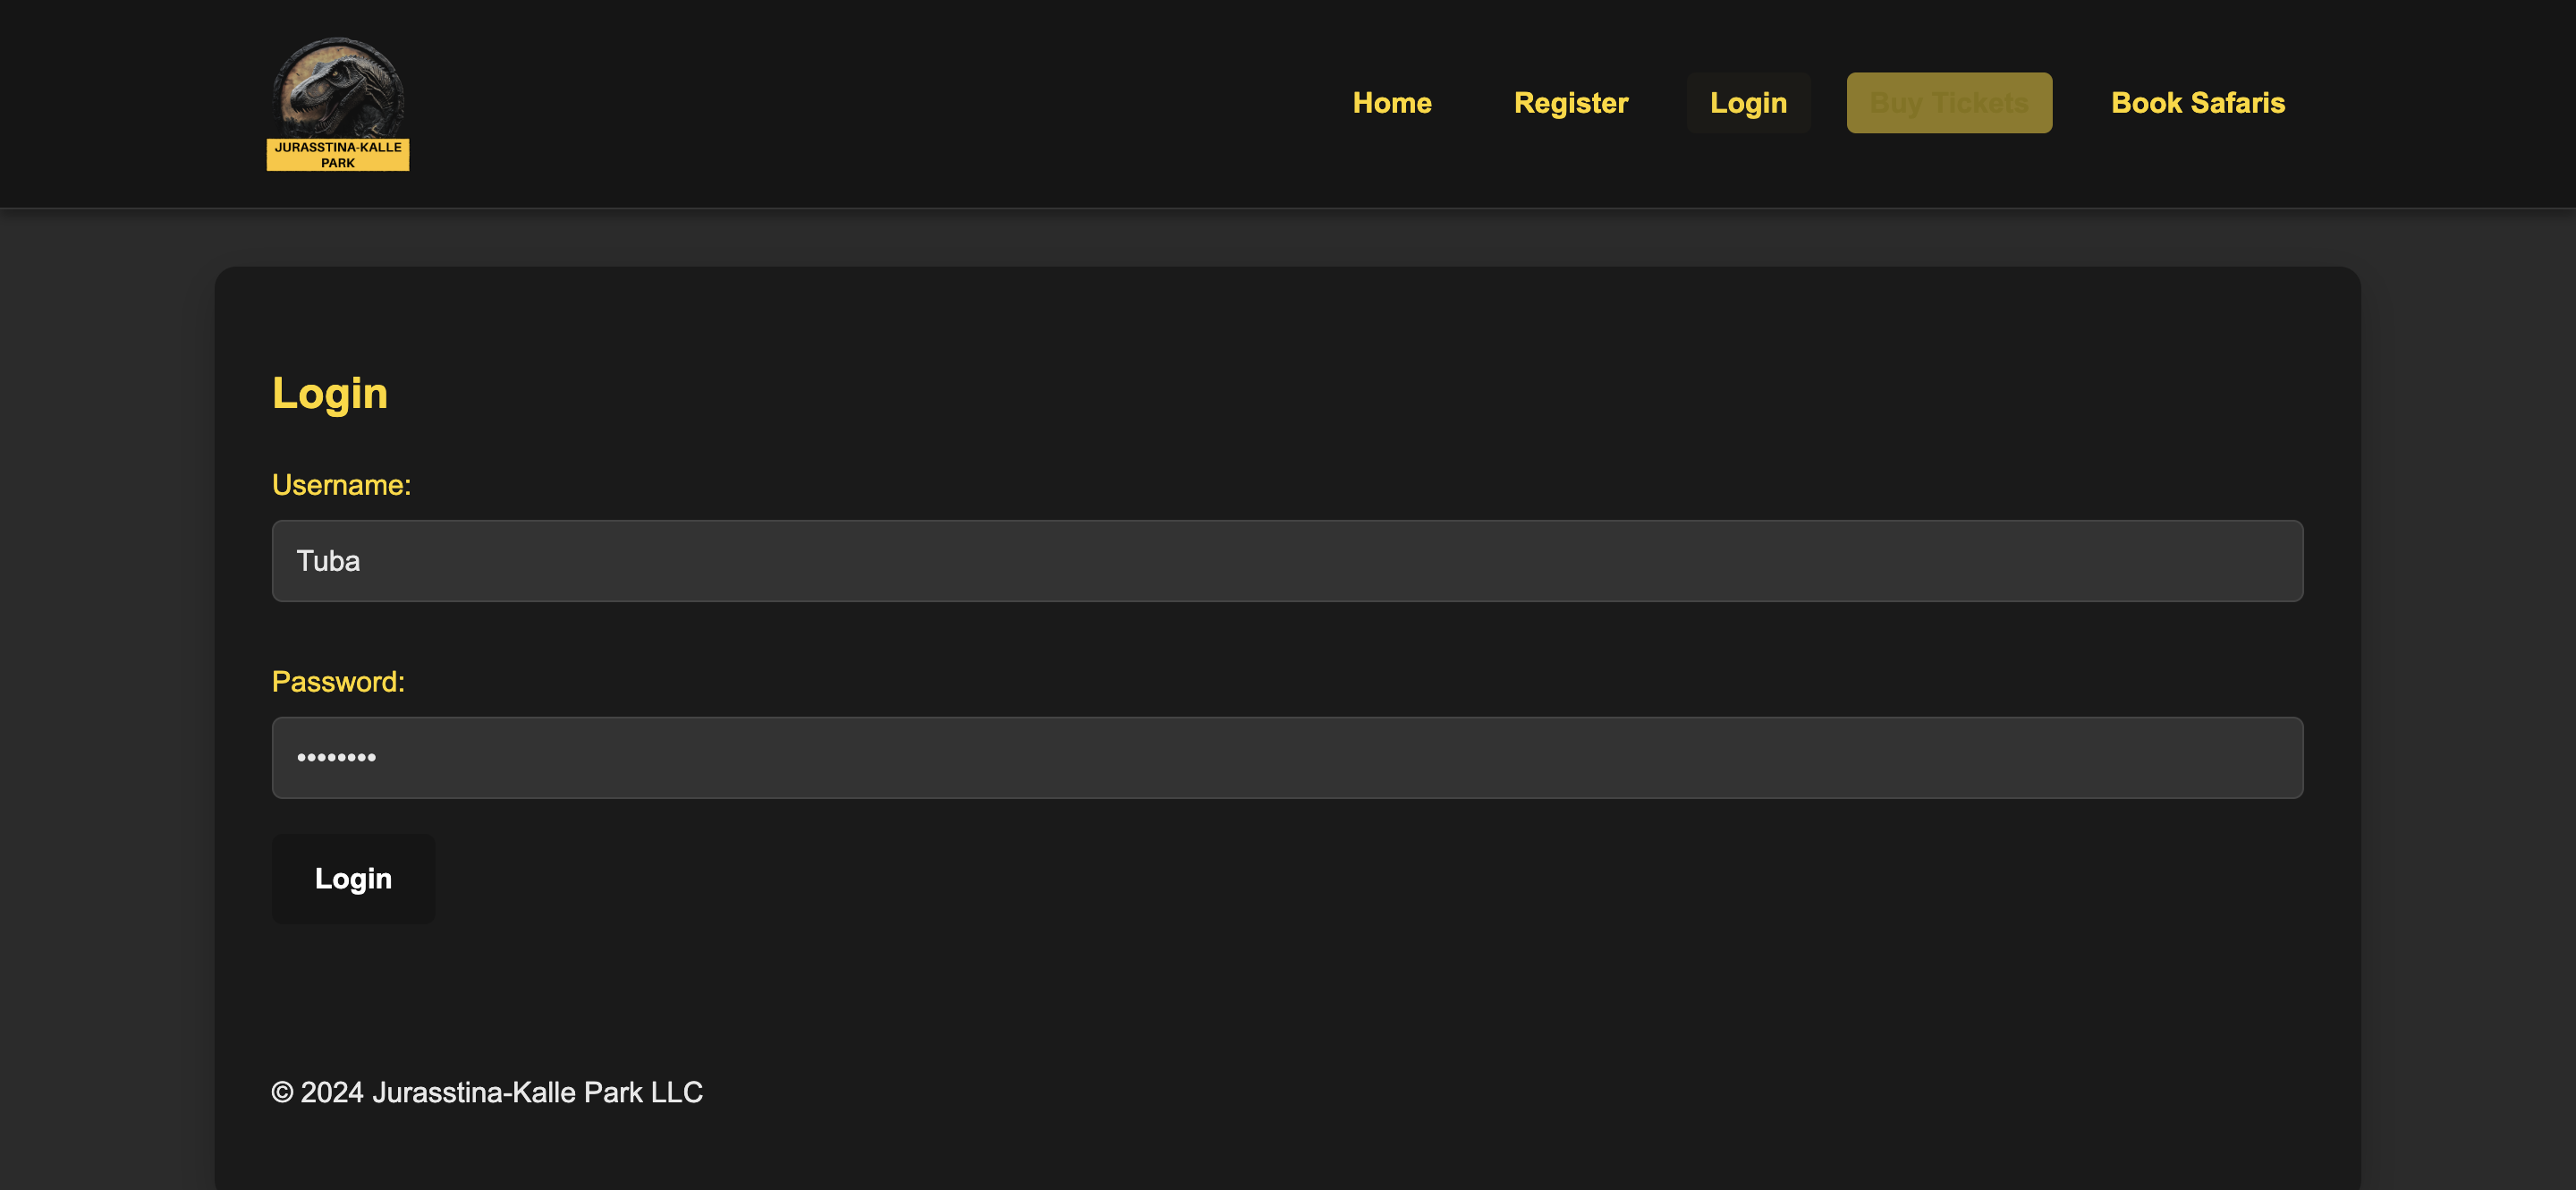 JURASSTINA-KALLE
PARK
Home
Register
Login
Buy Tickets
Book Safaris
Login
Username:
Tuba
Password:
••••••••
Login
© 2024 Jurasstina-Kalle Park LLC